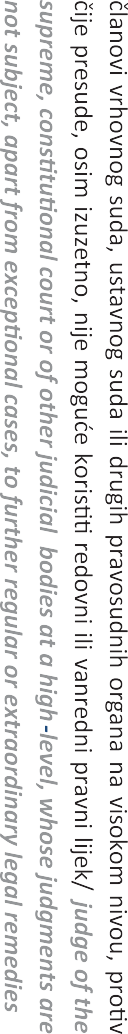 članovi vrhovnog suda, ustavnog suda ili drugih pravosudnih organa na visokom nivou, protiv
čije presude, osim izuzetno, nije moguće koristiti redovni ili vanredni pravni lijek/ judge of the
supreme, constitutional court or of other judicial bodies at a high-level, whose judgments are
not subject, apart from exceptional cases, to further regular or extraordinary legal remedies